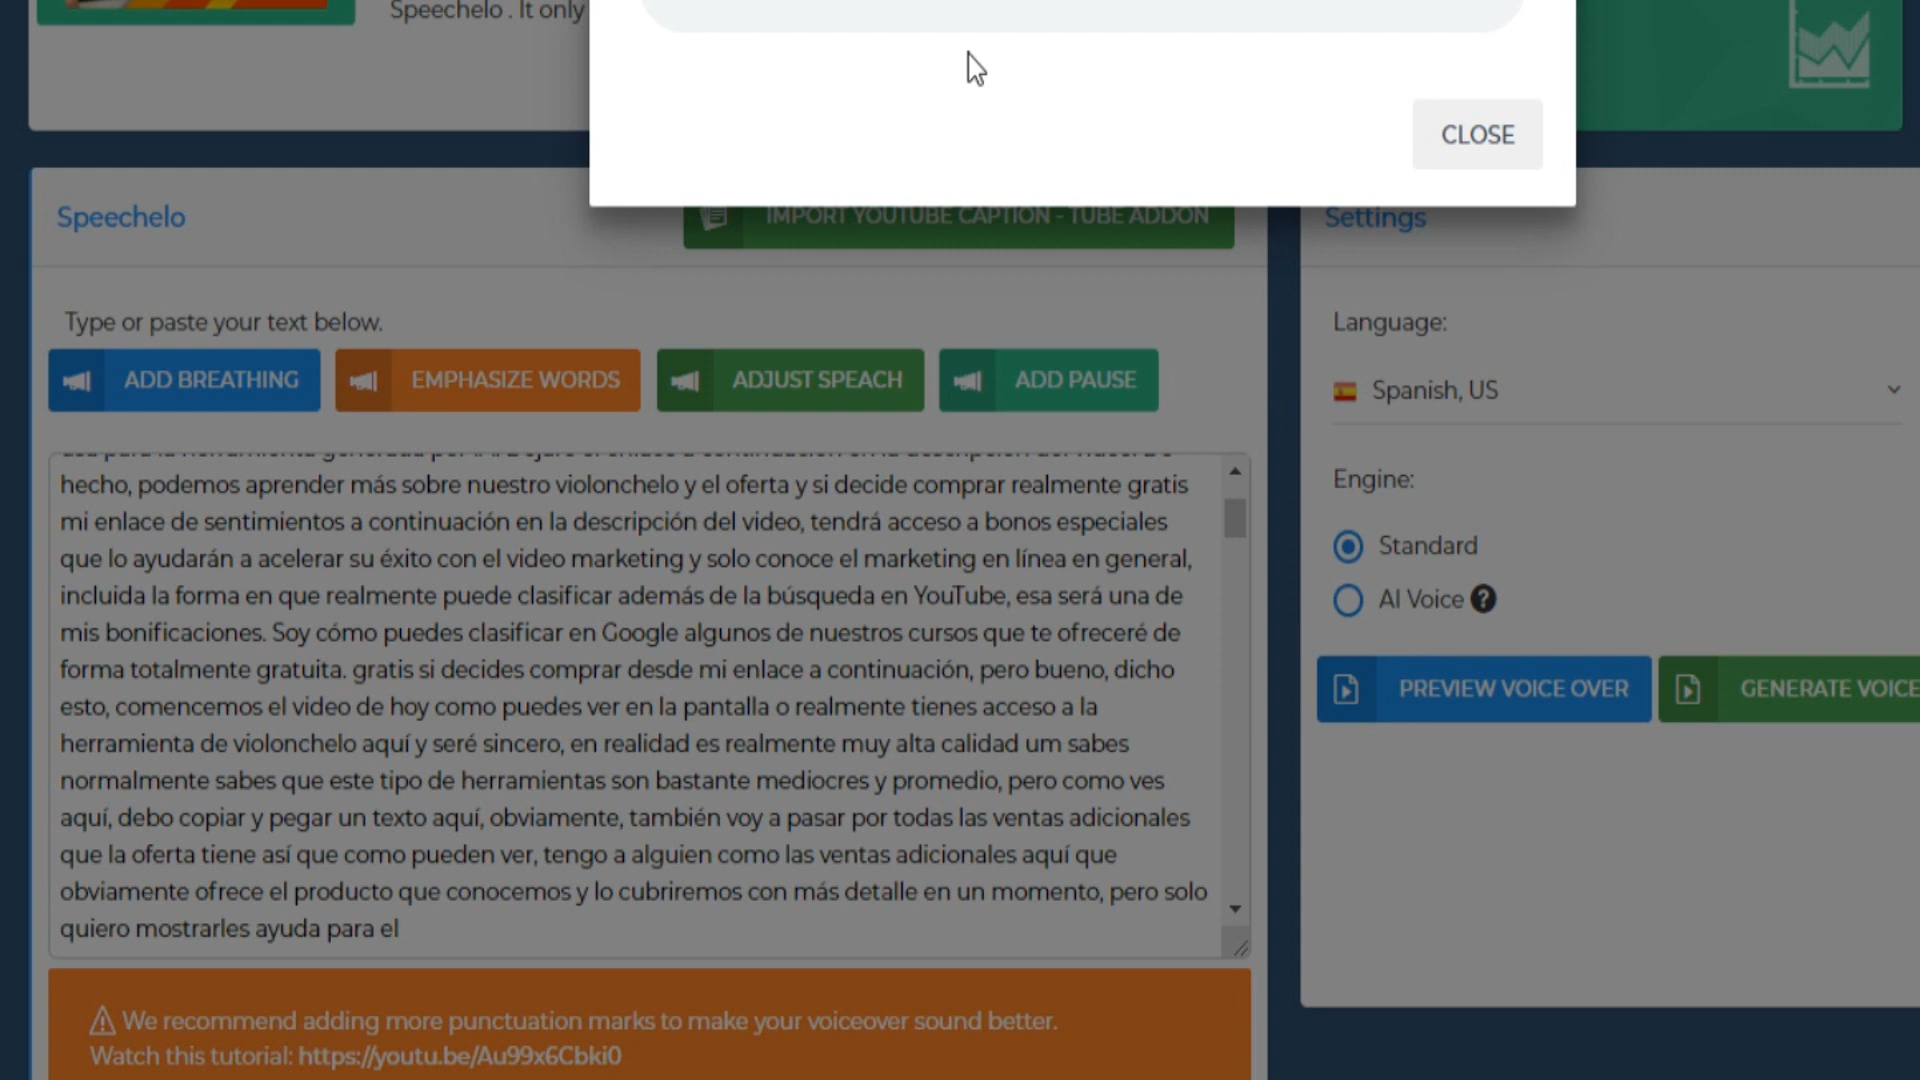 Speechelo . It only
CLOSE
Speechelo
IMPORT YOUTUBE CAPTION - TUBE ADDON
Settings
Type or paste your text below.
ADD BREATHING
EMPHASIZE WORDS
ADJUST SPEACH
ADD PAUSE
Language:
Spanish, US
Engine:
Standard
AI Voice ?
PREVIEW VOICE OVER
GENERATE VOICE
hecho, podemos aprender más sobre nuestro violonchelo y el oferta y si decide comprar realmente gratis
mi enlace de sentimientos a continuación en la descripción del video, tendrá acceso a bonos especiales
que lo ayudarán a acelerar su éxito con el video marketing y solo conoce el marketing en línea en general,
incluida la forma en que realmente puede clasificar además de la búsqueda en YouTube, esa será una de
mis bonificaciones. Soy cómo puedes clasificar en Google algunos de nuestros cursos que te ofreceré de
forma totalmente gratuita. gratis si decides comprar desde mi enlace a continuación, pero bueno, dicho
esto, comencemos el video de hoy como puedes ver en la pantalla o realmente tienes acceso a la
herramienta de violonchelo aquí y seré sincero, en realidad es realmente muy alta calidad um sabes
normalmente sabes que este tipo de herramientas son bastante mediocres y promedio, pero como ves
aquí, debo copiar y pegar un texto aquí, obviamente, también voy a pasar por todas las ventas adicionales
que la oferta tiene así que como pueden ver, tengo a alguien como las ventas adicionales aquí que
obviamente ofrece el producto que conocemos y lo cubriremos con más detalle en un momento, pero solo
quiero mostrarles ayuda para el
We recommend adding more punctuation marks to make your voiceover sound better.
Watch this tutorial: https://youtu.be/Au99x6Cbki0